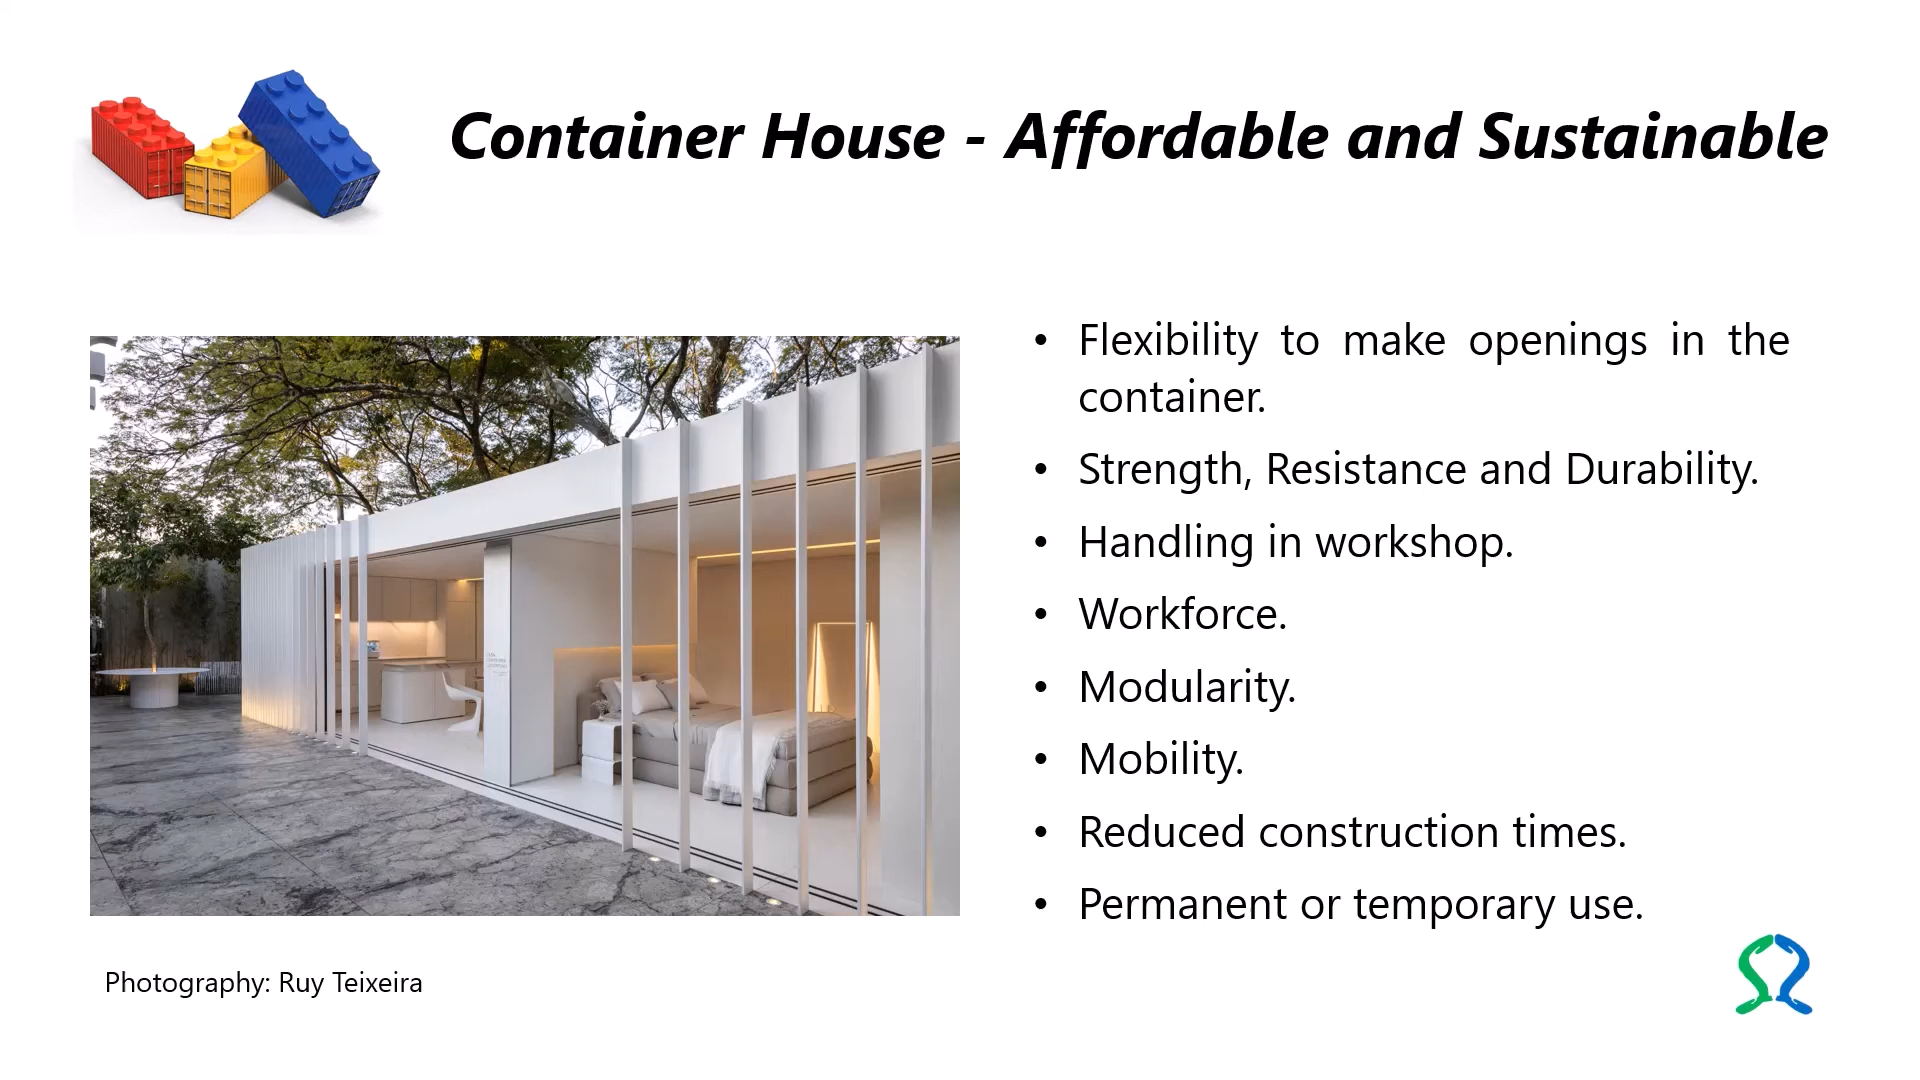 Container House - Affordable and Sustainable
• Flexibility to make openings in the
container.
• Strength, Resistance and Durability.
• Handling in workshop.
• Workforce.
• Modularity.
• Mobility.
• Reduced construction times.
• Permanent or temporary use.
Photography: Ruy Teixeira